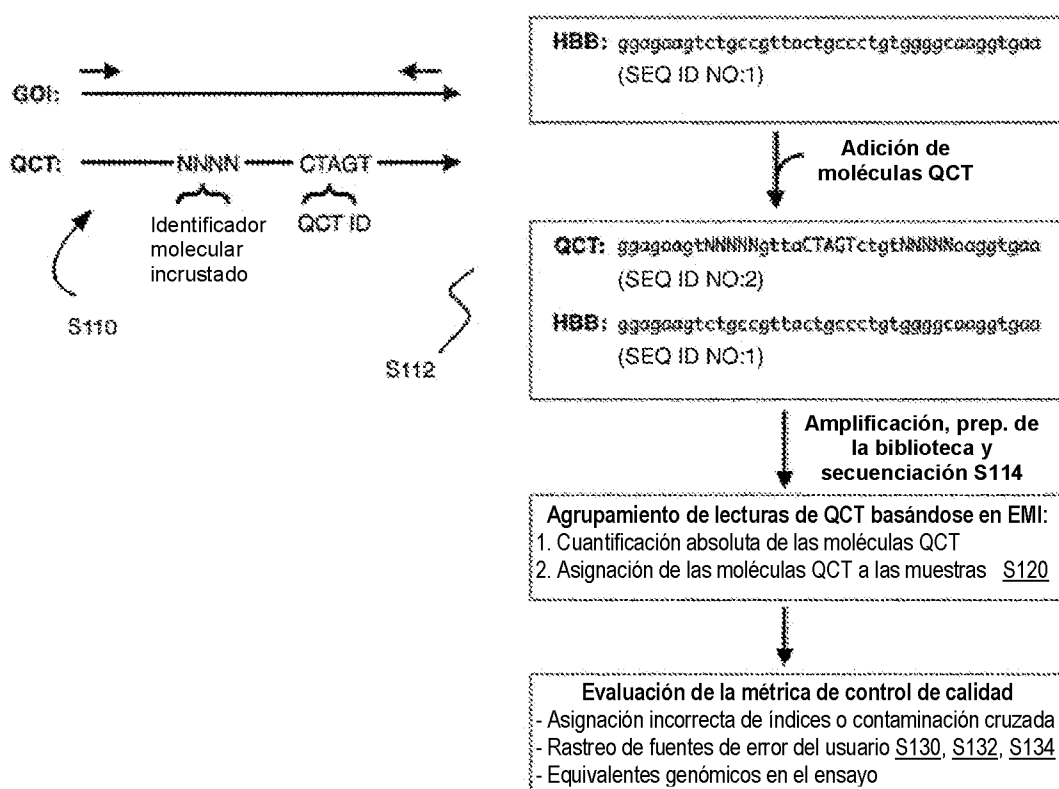 GOI:
QCT:
NNNN
CTAGT
Identificador
molecular
incrustado
QCT ID
S110
S112
HBB: ggagaagtctgccgttactgccctgtggggcaaggtgaa
(SEQ ID NO:1)
Adición de
moléculas QCT
QCT: ggagaagtNNNNNgttaCTAGTctgtNNNNNcaaggtgaa
(SEQ ID NO:2)
HBB: ggagaagtctgccgttactgccctgtggggcaaggtgaa
(SEQ ID NO:1)
Amplificación, prep. de
la biblioteca y
secuenciación S114
Agrupamiento de lecturas de QCT basándose en EMI:
1. Cuantificación absoluta de las moléculas QCT
2. Asignación de las moléculas QCT a las muestras S120
Evaluación de la métrica de control de calidad
- Asignación incorrecta de índices o contaminación cruzada
- Rastreo de fuentes de error del usuario S130, S132, S134
- Equivalentes genómicos en el ensayo